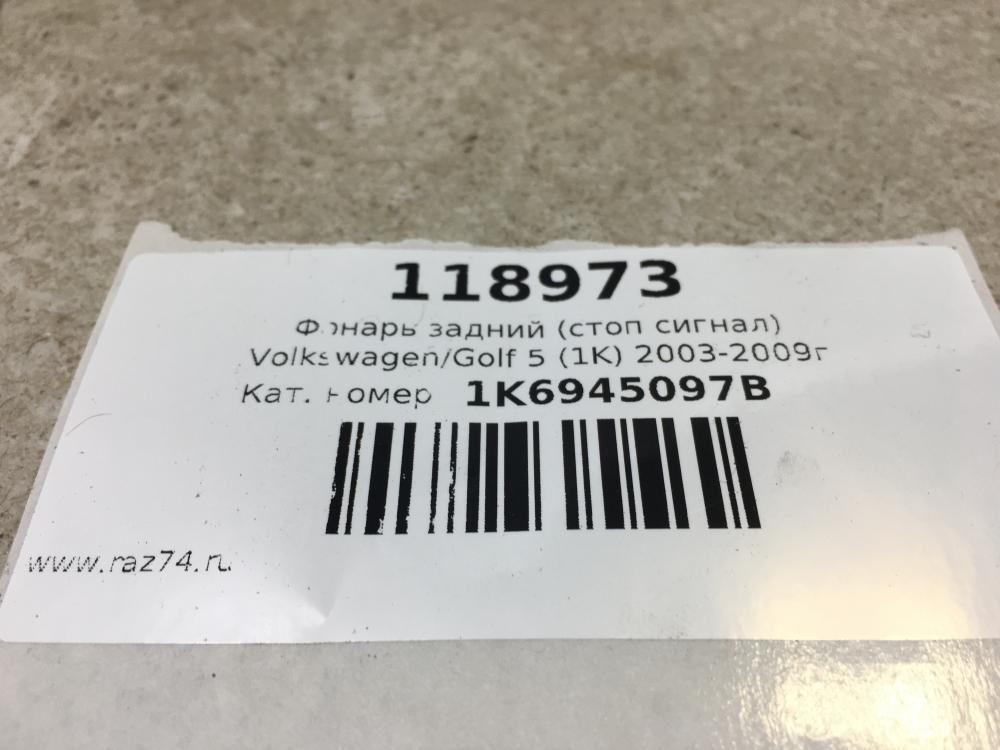 118973
Фонарь задний (стоп сигнал)
Volkswagen/Golf 5 (1K) 2003-2009г
Кат. номер 1K6945097B
www.raz74.ru